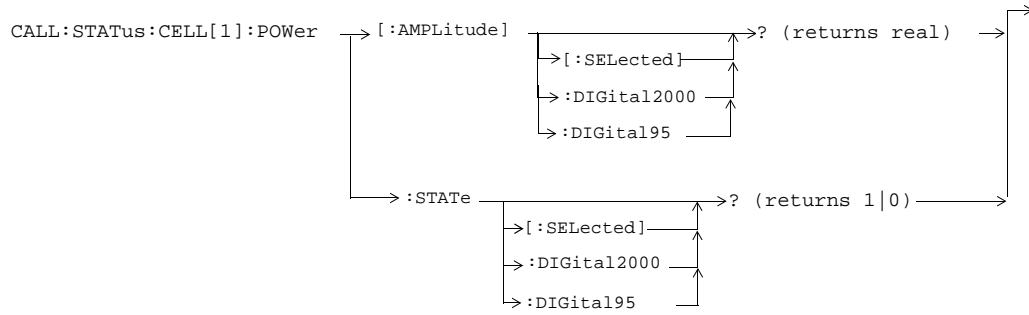 CALL:STATus:CELL[1]:POWer [:AMPLitude] ? (returns real)
[:SELected]
:DIGital2000
:DIGital95
:STATe ? (returns 1|0)
[:SELected]
:DIGital2000
:DIGital95